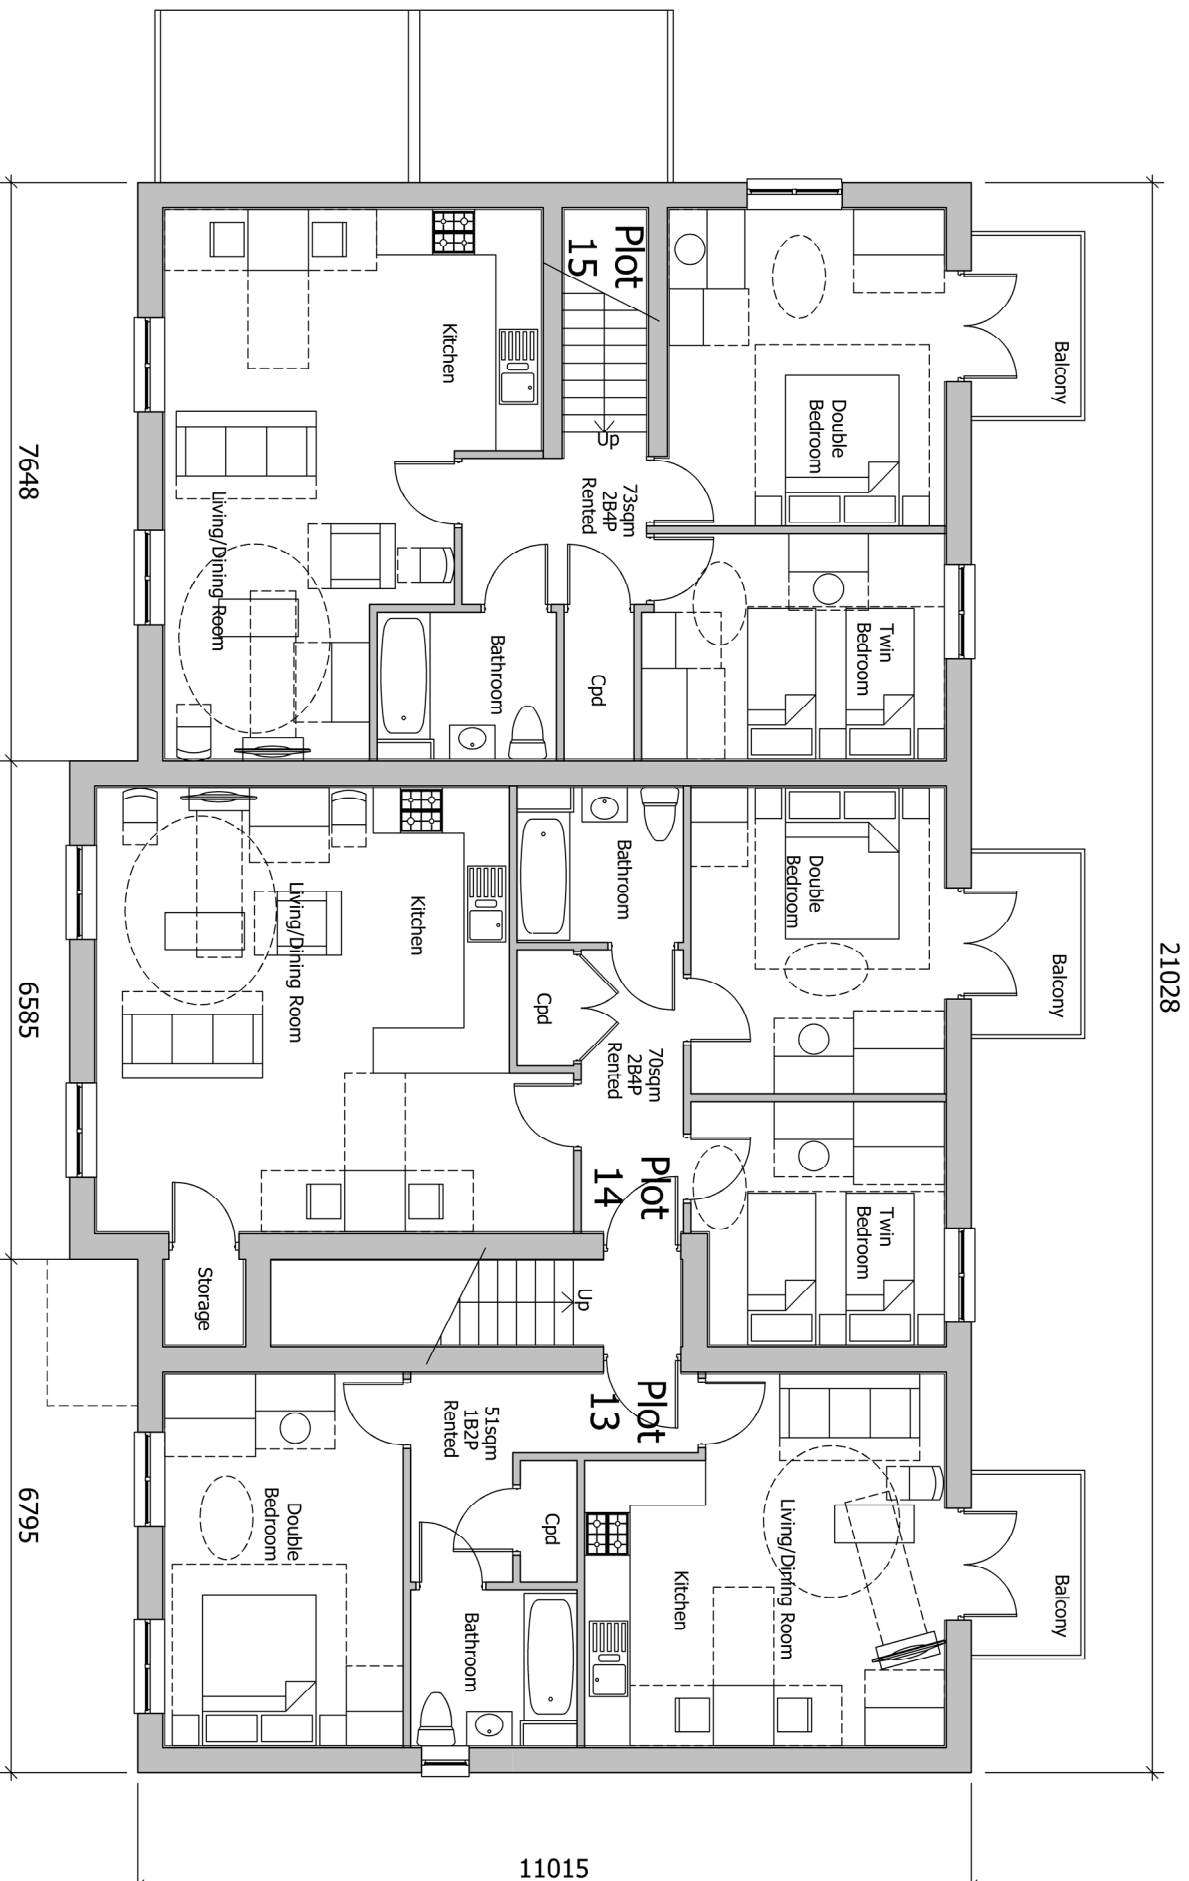 Plot
15
Balcony
Kitchen
Double
Bedroom
Up
73sqm
2B4P
Rented
Living/Dining Room
7648
Twin
Bedroom
Bathroom
Cpd
Balcony
Double
Bedroom
Bathroom
Kitchen
Living/Dining Room
Cpd
70sqm
2B4P
Rented
6585
21028
Plot
14
Twin
Bedroom
Storage
Up
Plot
13
51sqm
1B2P
Rented
Double
Bedroom
Cpd
Living/Dining Room
Kitchen
Balcony
Bathroom
6795
11015